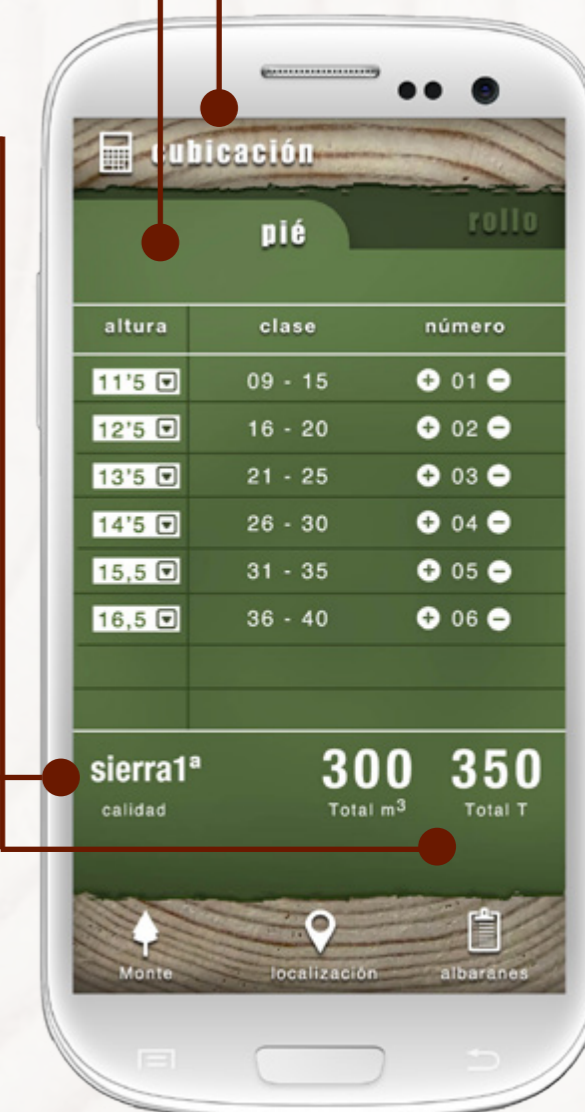 cubicación
pié rollo
altura clase número
11'5 09 - 15 01
12'5 16 - 20 02
13'5 21 - 25 03
14'5 26 - 30 04
15,5 31 - 35 05
16,5 36 - 40 06
sierra1ª 300 350
calidad Total m³ Total T
Monte localización albaranes